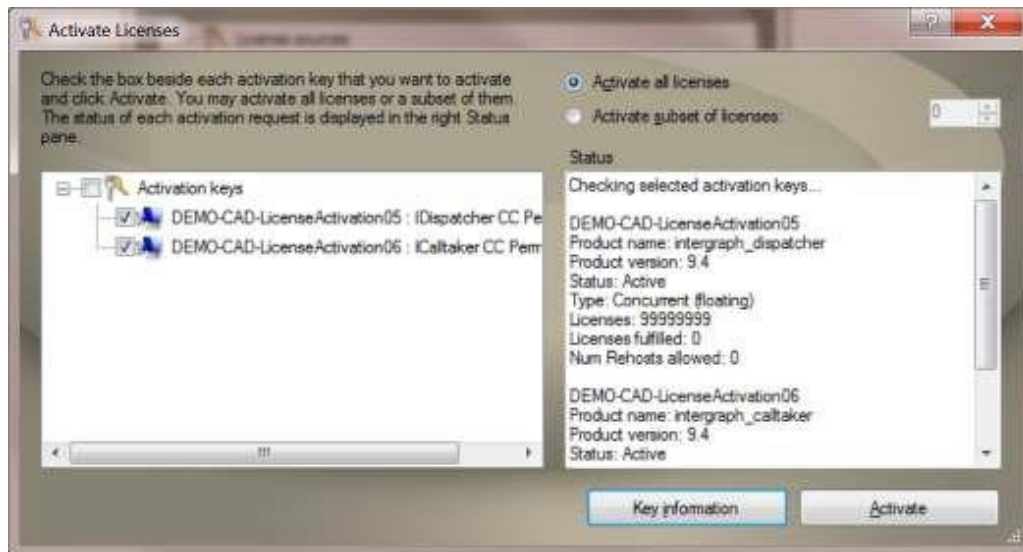 Activate Licenses
Check the box beside each activation key that you want to activate
and click Activate. You may activate all licenses or a subset of them.
The status of each activation request is displayed in the right Status
pane.
Activation keys
DEMO-CAD-LicenseActivation05 : IDispatcher CC Pe
DEMO-CAD-LicenseActivation06 : ICalltaker CC Perm
Activate all licenses
Activate subset of licenses:
0
Status
Checking selected activation keys...
DEMO-CAD-LicenseActivation05
Product name: intergraph_dispatcher
Product version: 9.4
Status: Active
Type: Concurrent (floating)
Licenses: 99999999
Licenses fulfilled: 0
Num Rehosts allowed: 0
DEMO-CAD-LicenseActivation06
Product name: intergraph_calltaker
Product version: 9.4
Status: Active
Key information
Activate